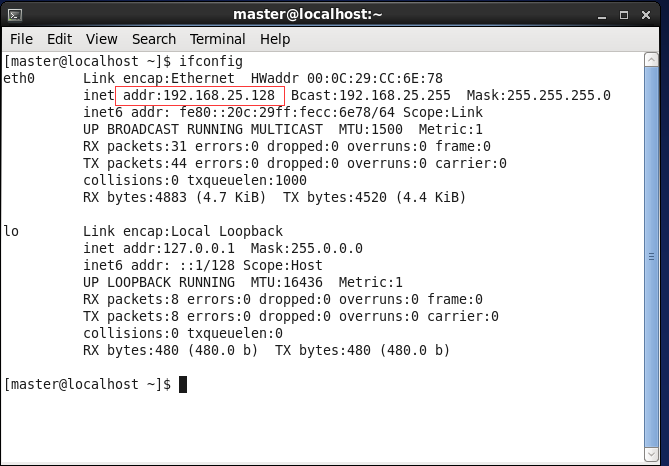 master@localhost:~
File Edit View Search Terminal Help
[master@localhost ~]$ ifconfig
eth0      Link encap:Ethernet  HWaddr 00:0C:29:CC:6E:78
          inet addr:192.168.25.128  Bcast:192.168.25.255  Mask:255.255.255.0
          inet6 addr: fe80::20c:29ff:fecc:6e78/64 Scope:Link
          UP BROADCAST RUNNING MULTICAST  MTU:1500  Metric:1
          RX packets:31 errors:0 dropped:0 overruns:0 frame:0
          TX packets:44 errors:0 dropped:0 overruns:0 carrier:0
          collisions:0 txqueuelen:1000
          RX bytes:4883 (4.7 KiB)  TX bytes:4520 (4.4 KiB)
lo        Link encap:Local Loopback
          inet addr:127.0.0.1  Mask:255.0.0.0
          inet6 addr: ::1/128 Scope:Host
          UP LOOPBACK RUNNING  MTU:16436  Metric:1
          RX packets:8 errors:0 dropped:0 overruns:0 frame:0
          TX packets:8 errors:0 dropped:0 overruns:0 carrier:0
          collisions:0 txqueuelen:0
          RX bytes:480 (480.0 b)  TX bytes:480 (480.0 b)
[master@localhost ~]$